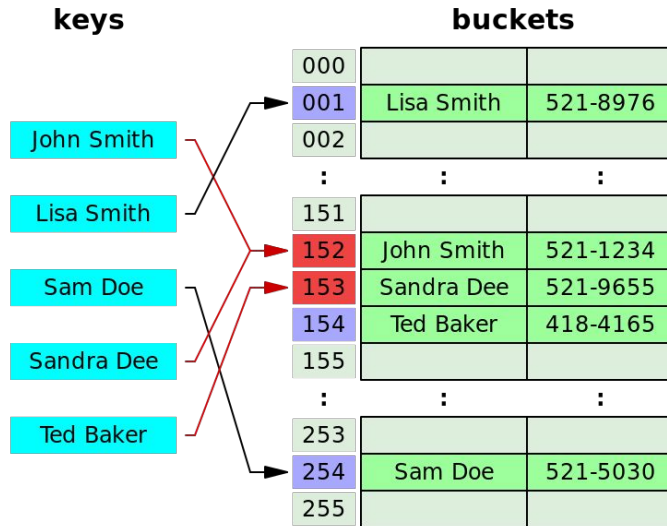 keys
buckets
000
001 Lisa Smith 521-8976
002
: : :
John Smith
Lisa Smith
Sam Doe
Sandra Dee
Ted Baker
151
152 John Smith 521-1234
153 Sandra Dee 521-9655
154 Ted Baker 418-4165
155
: : :
253
254 Sam Doe 521-5030
255